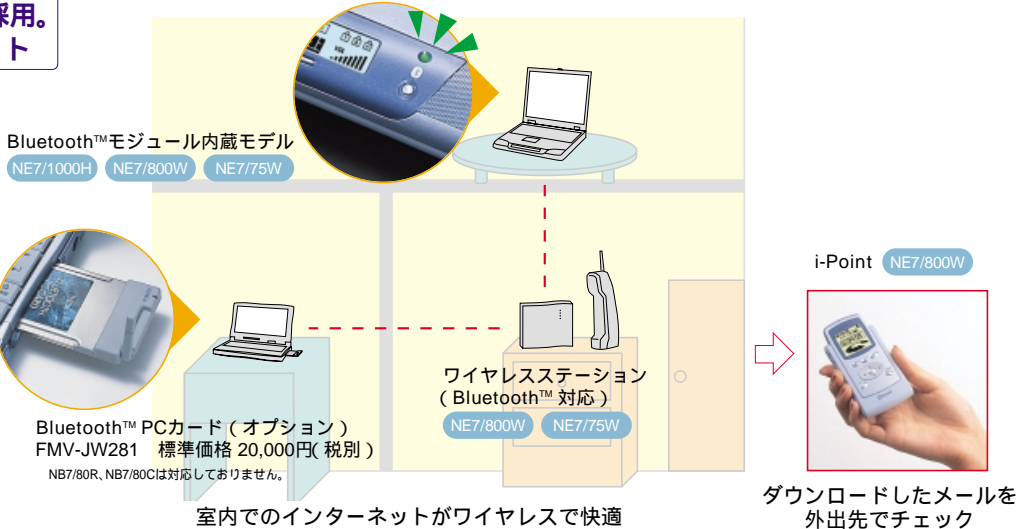 採用。
ト
Bluetooth™モジュール内蔵モデル
NE7/1000H NE7/800W NE7/75W
i-Point NE7/800W
ワイヤレスステーション
（Bluetooth™ 対応）
NE7/800W NE7/75W
Bluetooth™ PCカード（オプション）
FMV-JW281 標準価格 20,000円（税別）
NB7/80R、NB7/80Cは対応しておりません。
室内でのインターネットがワイヤレスで快適
ダウンロードしたメールを
外出先でチェック